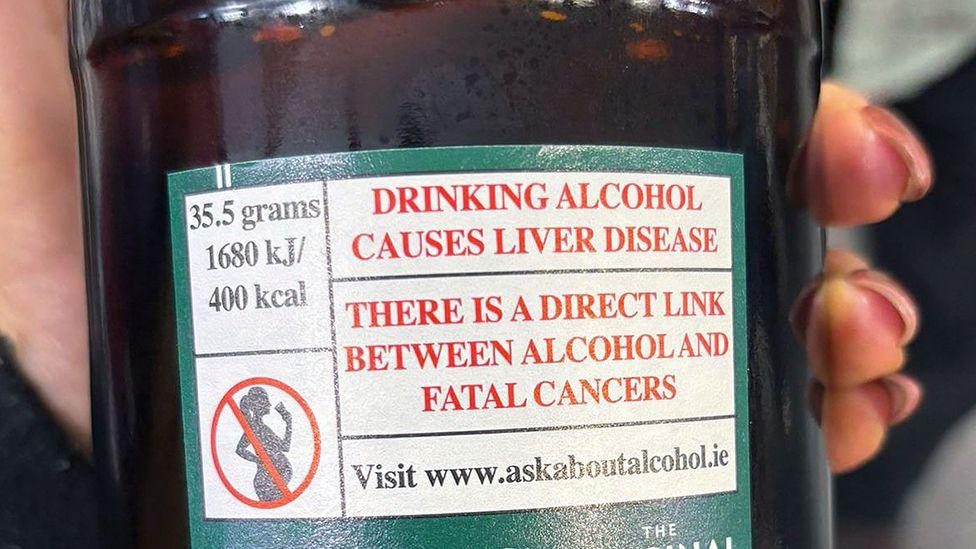 35.5 grams
1680 kJ/
400 kcal
DRINKING ALCOHOL
CAUSES LIVER DISEASE
THERE IS A DIRECT LINK
BETWEEN ALCOHOL AND
FATAL CANCERS
Visit www.askaboutalcohol.ie
THE